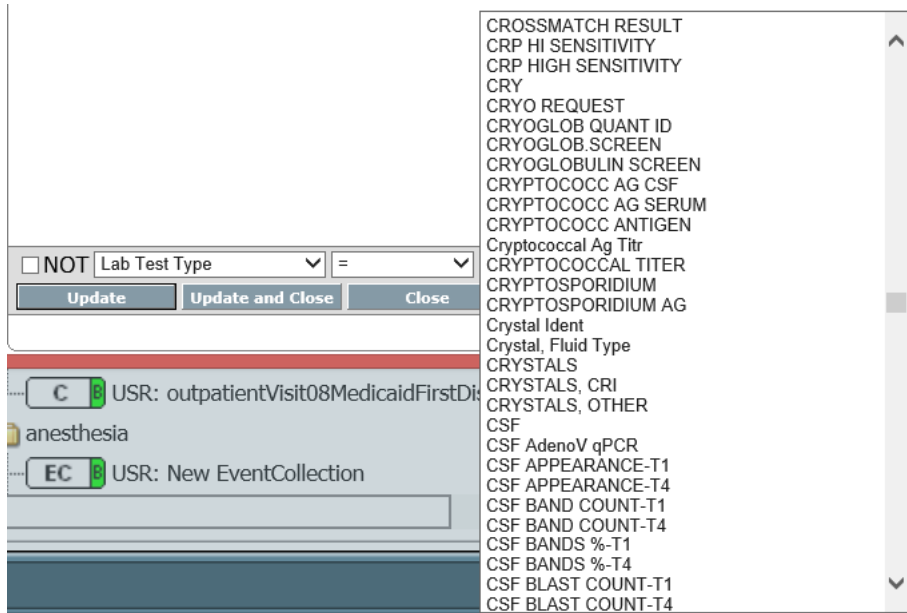 CROSSMATCH RESULT
CRP HI SENSITIVITY
CRP HIGH SENSITIVITY
CRY
CRYO REQUEST
CRYOGLOB QUANT ID
CRYOGLOB.SCREEN
CRYOGLOBULIN SCREEN
CRYPTOCOCC AG CSF
CRYPTOCOCC AG SERUM
CRYPTOCOCC ANTIGEN
Cryptococcal Ag Titr
CRYPTOCOCCAL TITER
CRYPTOSPORIDIUM
CRYPTOSPORIDIUM AG
Crystal Ident
Crystal, Fluid Type
CRYSTALS
CRYSTALS, CRI
CRYSTALS, OTHER
CSF
CSF AdenoV qPCR
CSF APPEARANCE-T1
CSF APPEARANCE-T4
CSF BAND COUNT-T1
CSF BAND COUNT-T4
CSF BANDS %-T1
CSF BANDS %-T4
CSF BLAST COUNT-T1
CSF BLAST COUNT-T4
NOT Lab Test Type =
Update Update and Close Close
C B USR: outpatientVisit08MedicaidFirstDi
anesthesia
EC B USR: New EventCollection